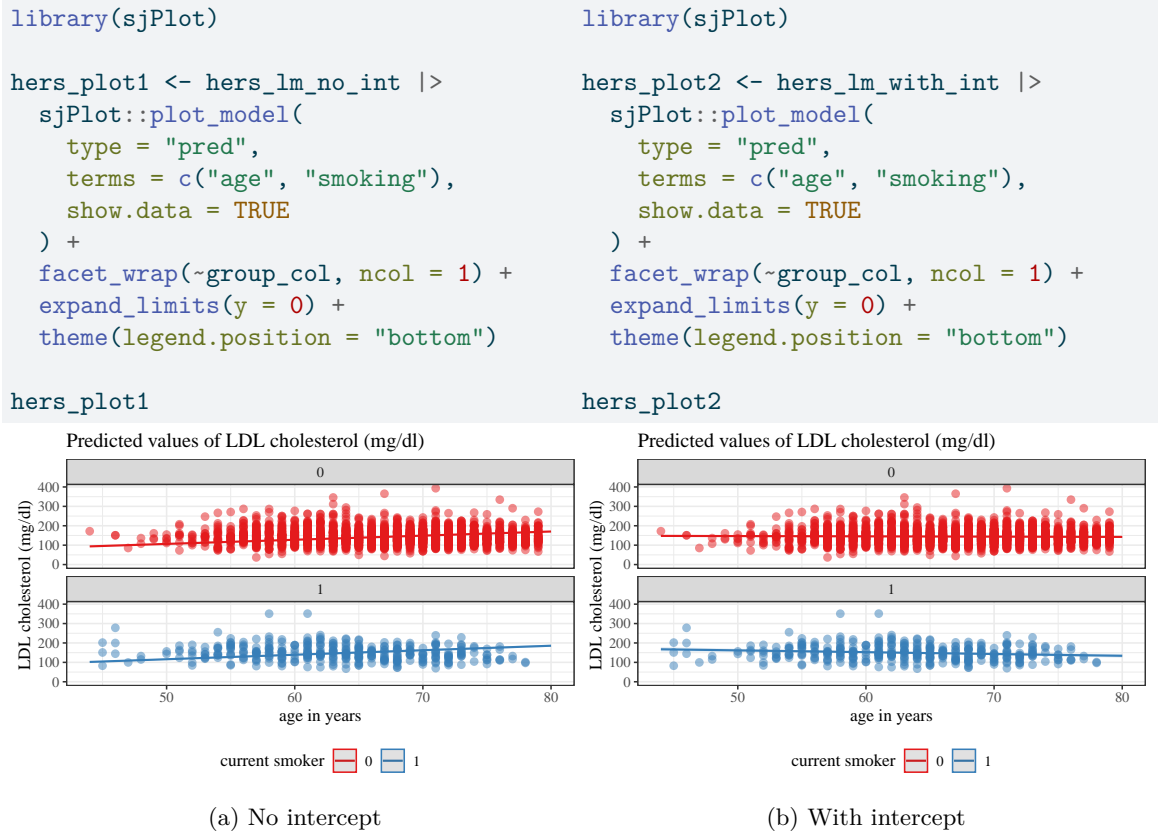 library(sjPlot)
hers_plot1 <- hers_lm_no_int |>
  sjPlot::plot_model(
    type = "pred",
    terms = c("age", "smoking"),
    show.data = TRUE
  ) +
  facet_wrap(~group_col, ncol = 1) +
  expand_limits(y = 0) +
  theme(legend.position = "bottom")
hers_plot1
Predicted values of LDL cholesterol (mg/dl)
0
400
300
200
100
0
1
400
300
200
100
0
LDL cholesterol (mg/dl)
50 60 70 80
age in years
current smoker 0 1
(a) No intercept
library(sjPlot)
hers_plot2 <- hers_lm_with_int |>
  sjPlot::plot_model(
    type = "pred",
    terms = c("age", "smoking"),
    show.data = TRUE
  ) +
  facet_wrap(~group_col, ncol = 1) +
  expand_limits(y = 0) +
  theme(legend.position = "bottom")
hers_plot2
Predicted values of LDL cholesterol (mg/dl)
0
400
300
200
100
0
1
400
300
200
100
0
LDL cholesterol (mg/dl)
50 60 70 80
age in years
current smoker 0 1
(b) With intercept